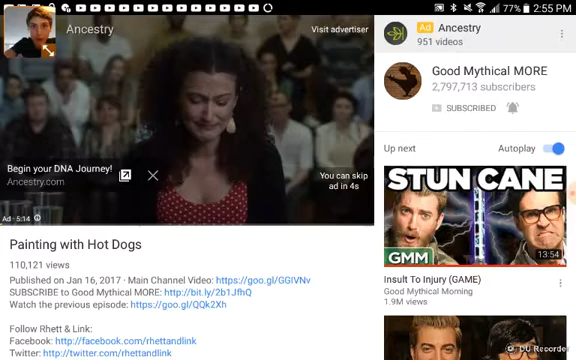 77% 2:55 PM
Ancestry
Visit advertiser
Begin your DNA Journey!
Ancestry.com
You can skip
ad in 4s
Ad · 5:14
Painting with Hot Dogs
110,121 views
Published on Jan 16, 2017 · Main Channel Video: https://goo.gl/GGIVNv
SUBSCRIBE to Good Mythical MORE: http://bit.ly/2b1JfhQ
Watch the previous episode: https://goo.gl/QQk2Xh
Follow Rhett & Link:
Facebook: http://facebook.com/rhettandlink
Twitter: http://twitter.com/rhettandlink
Ad Ancestry
951 videos
Good Mythical MORE
2,797,713 subscribers
SUBSCRIBED
Up next
Autoplay
STUN CANE
GMM
13:54
Insult To Injury (GAME)
Good Mythical Morning
1.9M views
DU Recorder